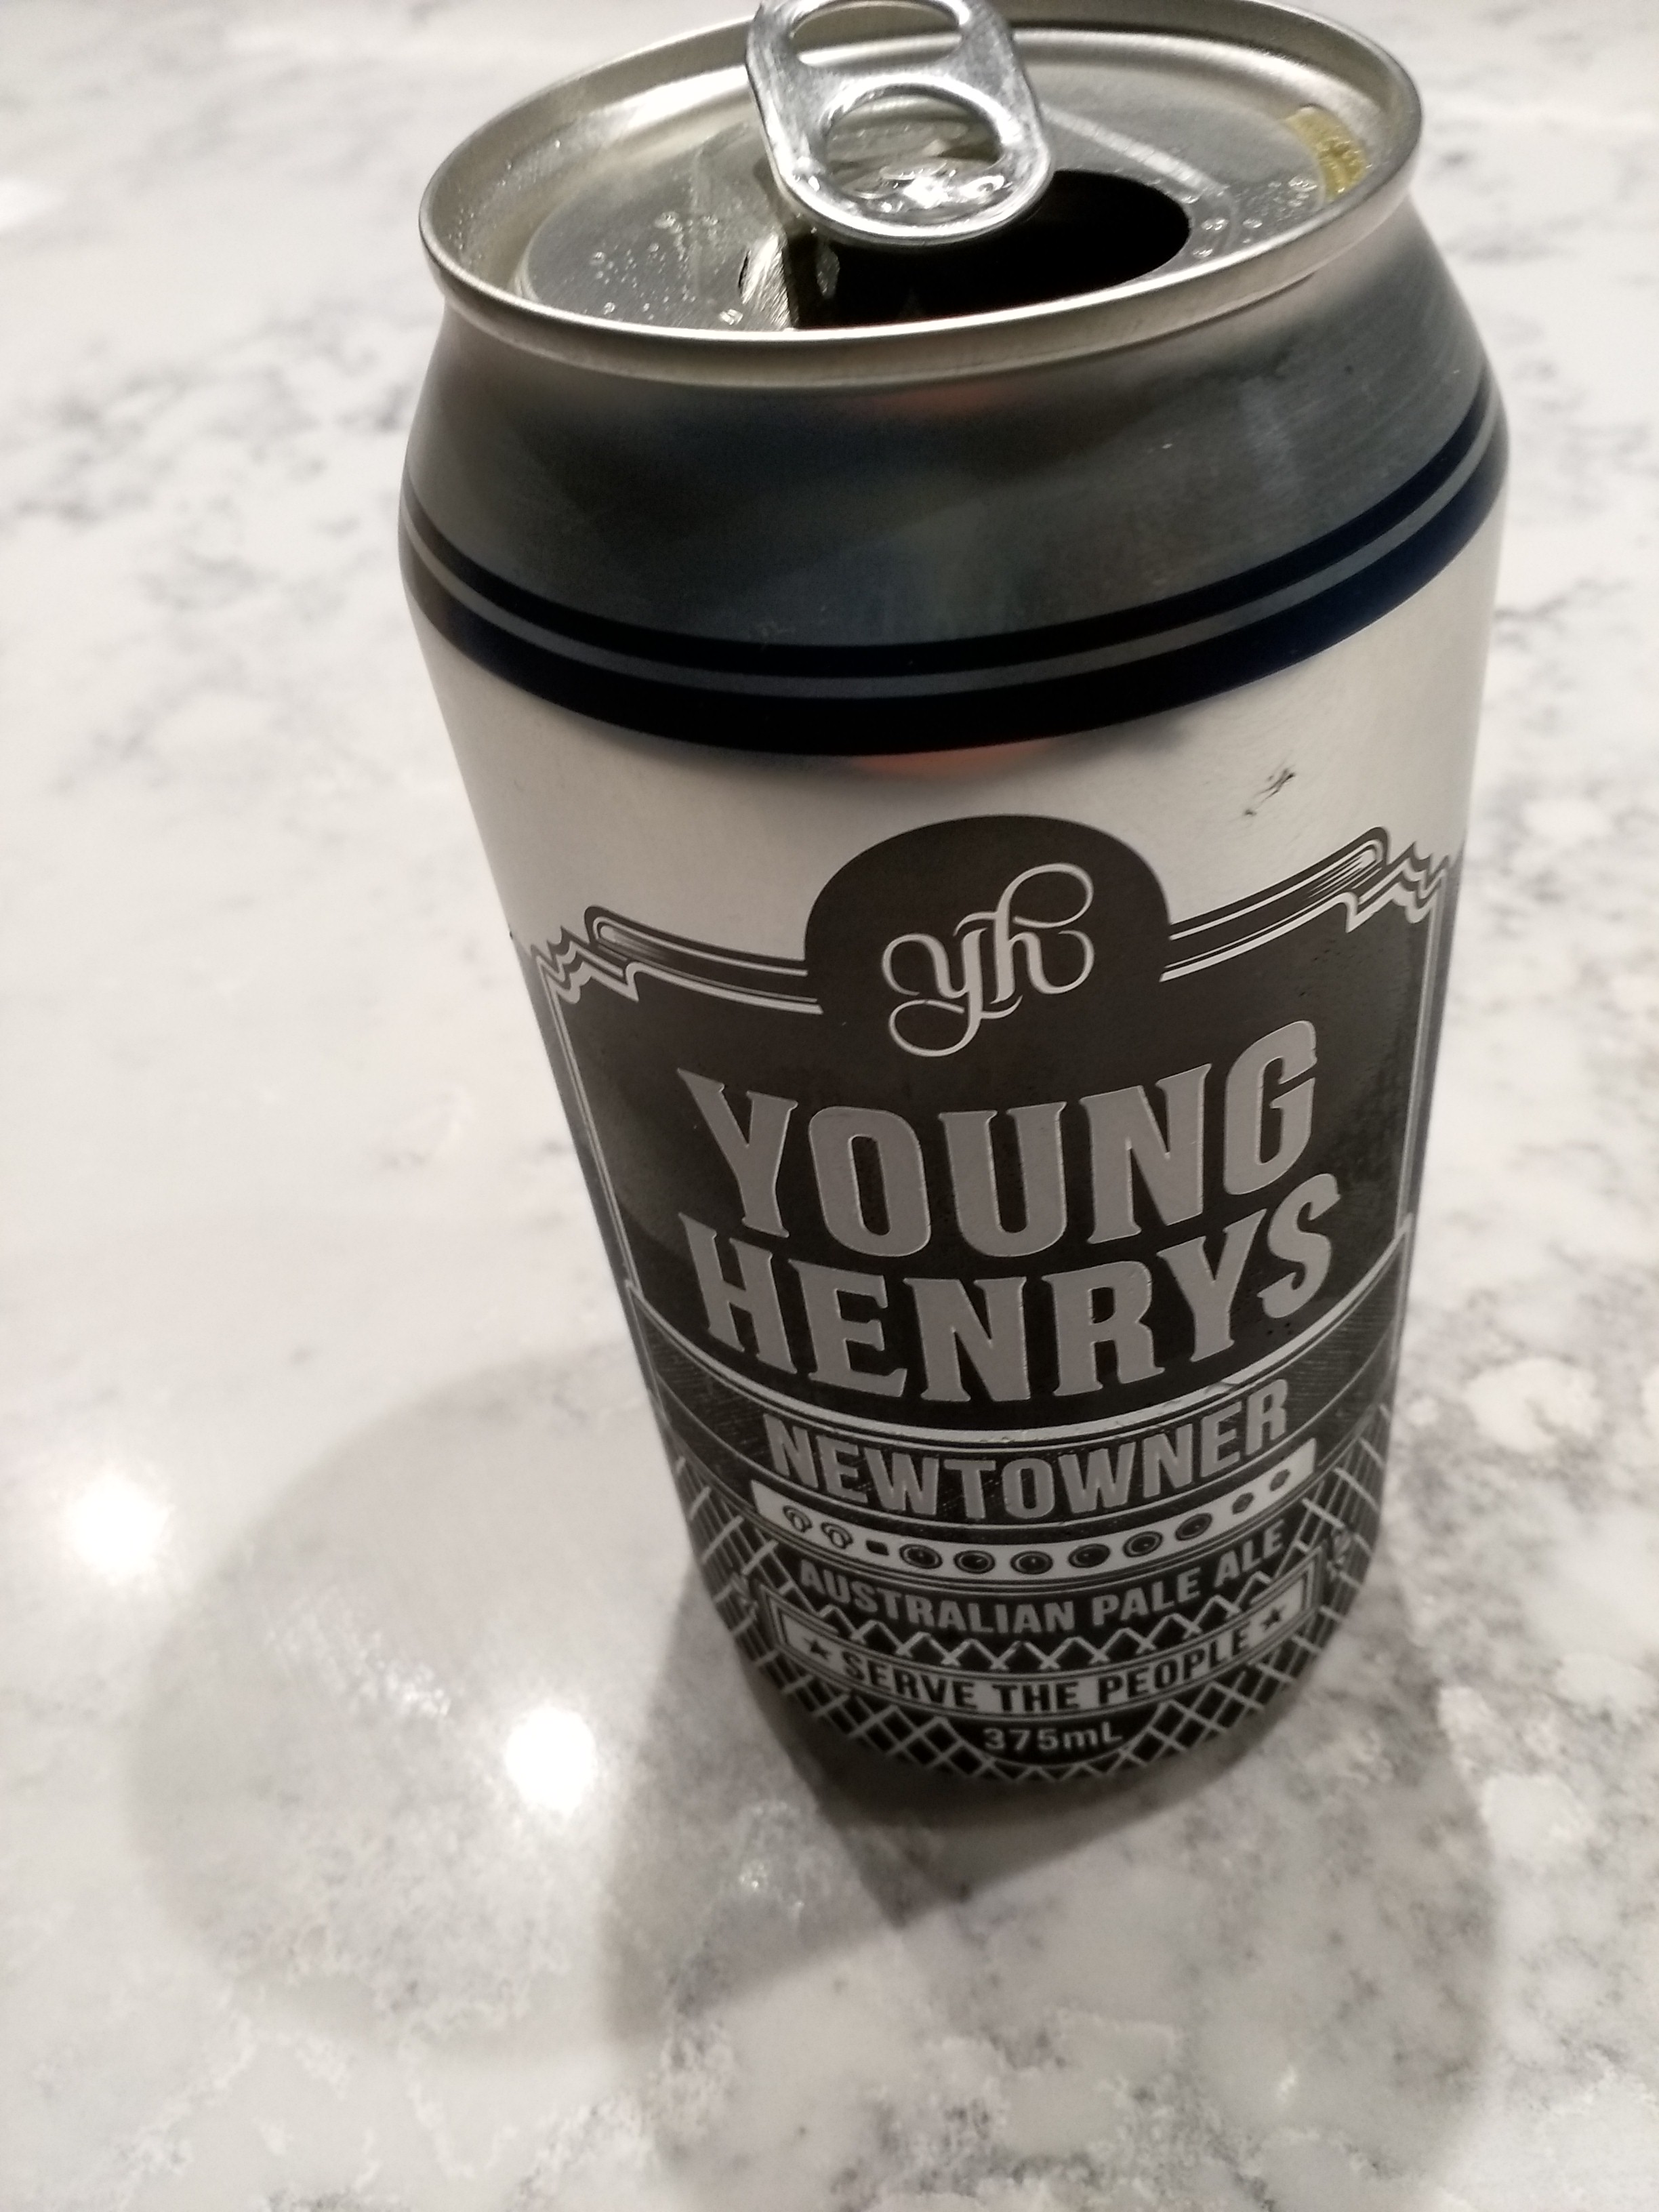 yh
YOUNG
HENRYS
NEWTOWNER
AUSTRALIAN PALE ALE
SERVE THE PEOPLE
375mL